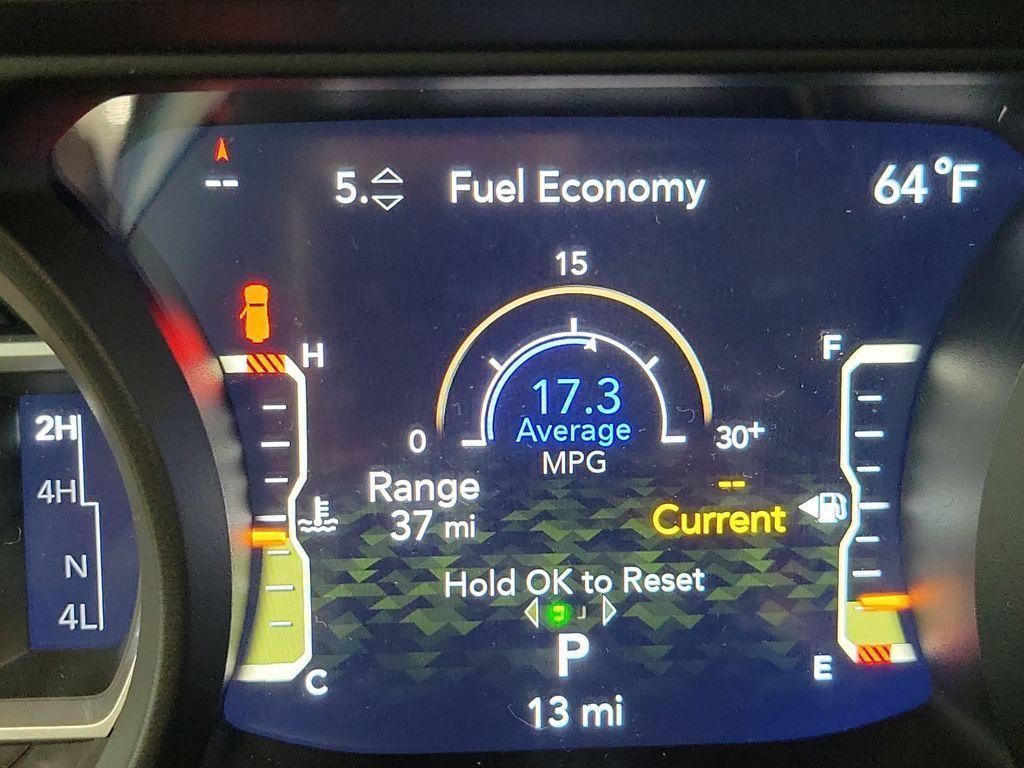 --
5. Fuel Economy
64°F
15
H
F
17.3
Average
0
30+
MPG
2H
4H
N
4L
Range
37 mi
--
Current
Hold OK to Reset
P
C
E
13 mi